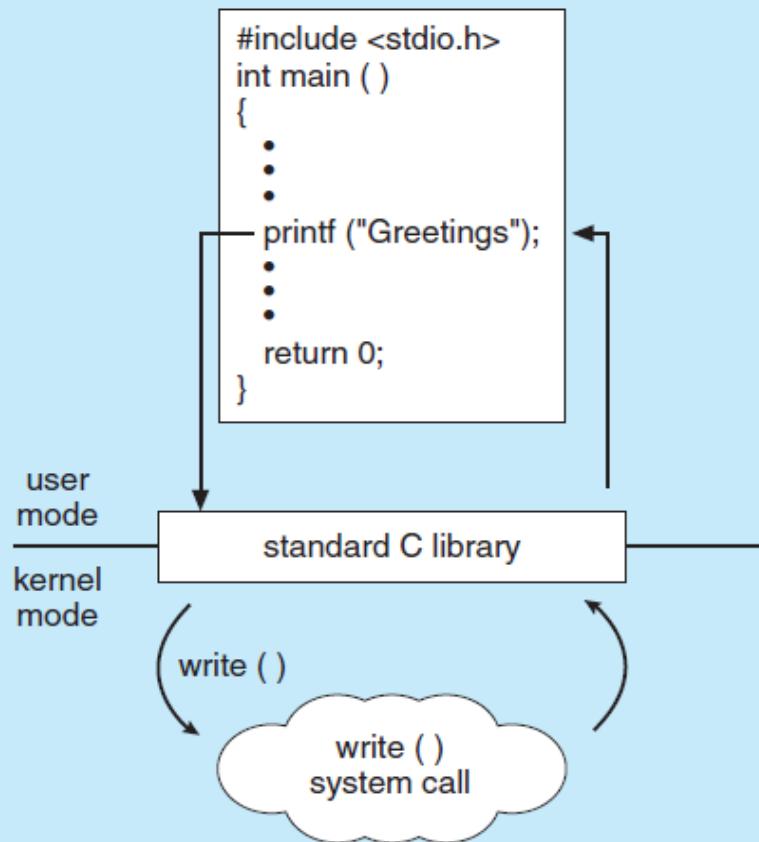 #include <stdio.h>
int main ( )
{
•
•
•
printf ("Greetings");
•
•
•
return 0;
}
user
mode
standard C library
kernel
mode
write ( )
write ( )
system call